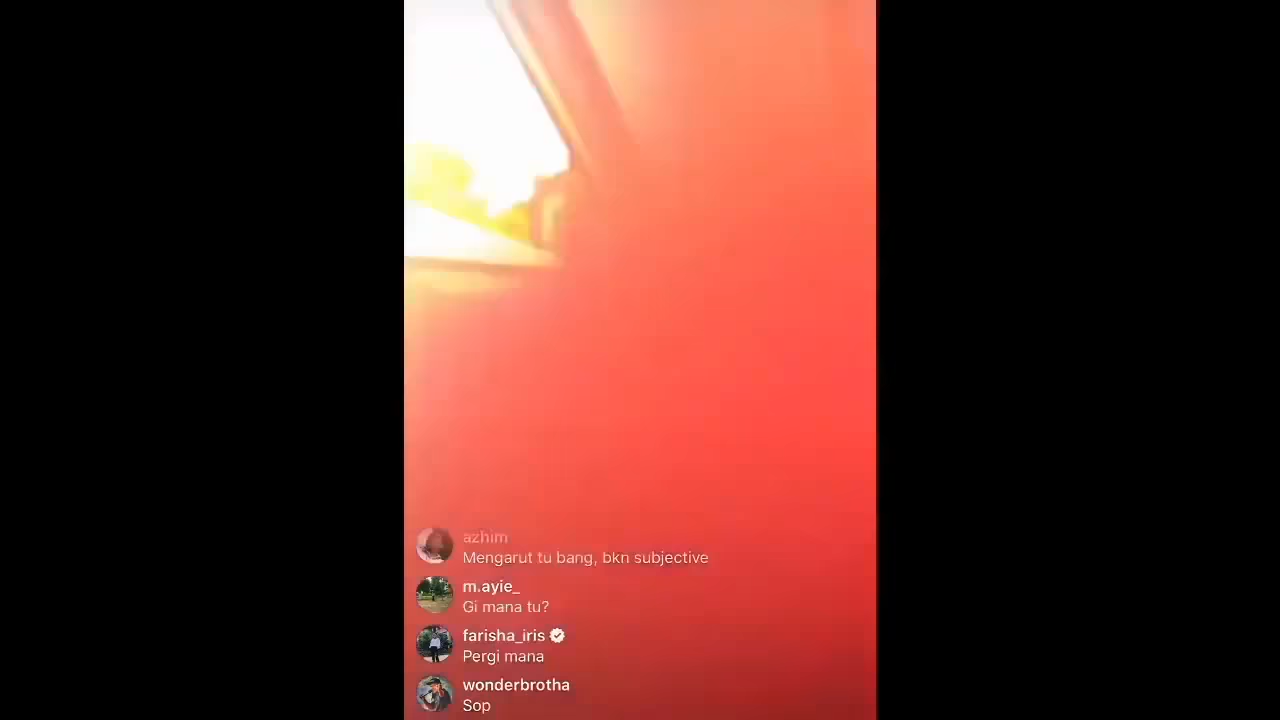 azhim
Mengarut tu bang, bkn subjective
m.ayie_
Gi mana tu?
farisha_iris
Pergi mana
wonderbrotha
Sop